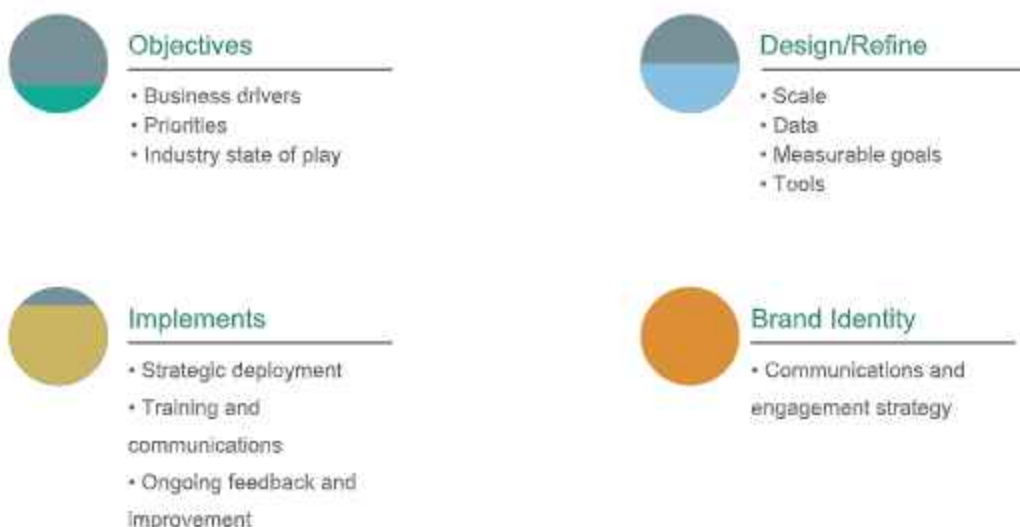 Objectives
• Business drivers
• Priorities
• Industry state of play
Design/Refine
• Scale
• Data
• Measurable goals
• Tools
Implements
• Strategic deployment
• Training and
communications
• Ongoing feedback and
improvement
Brand Identity
• Communications and
engagement strategy